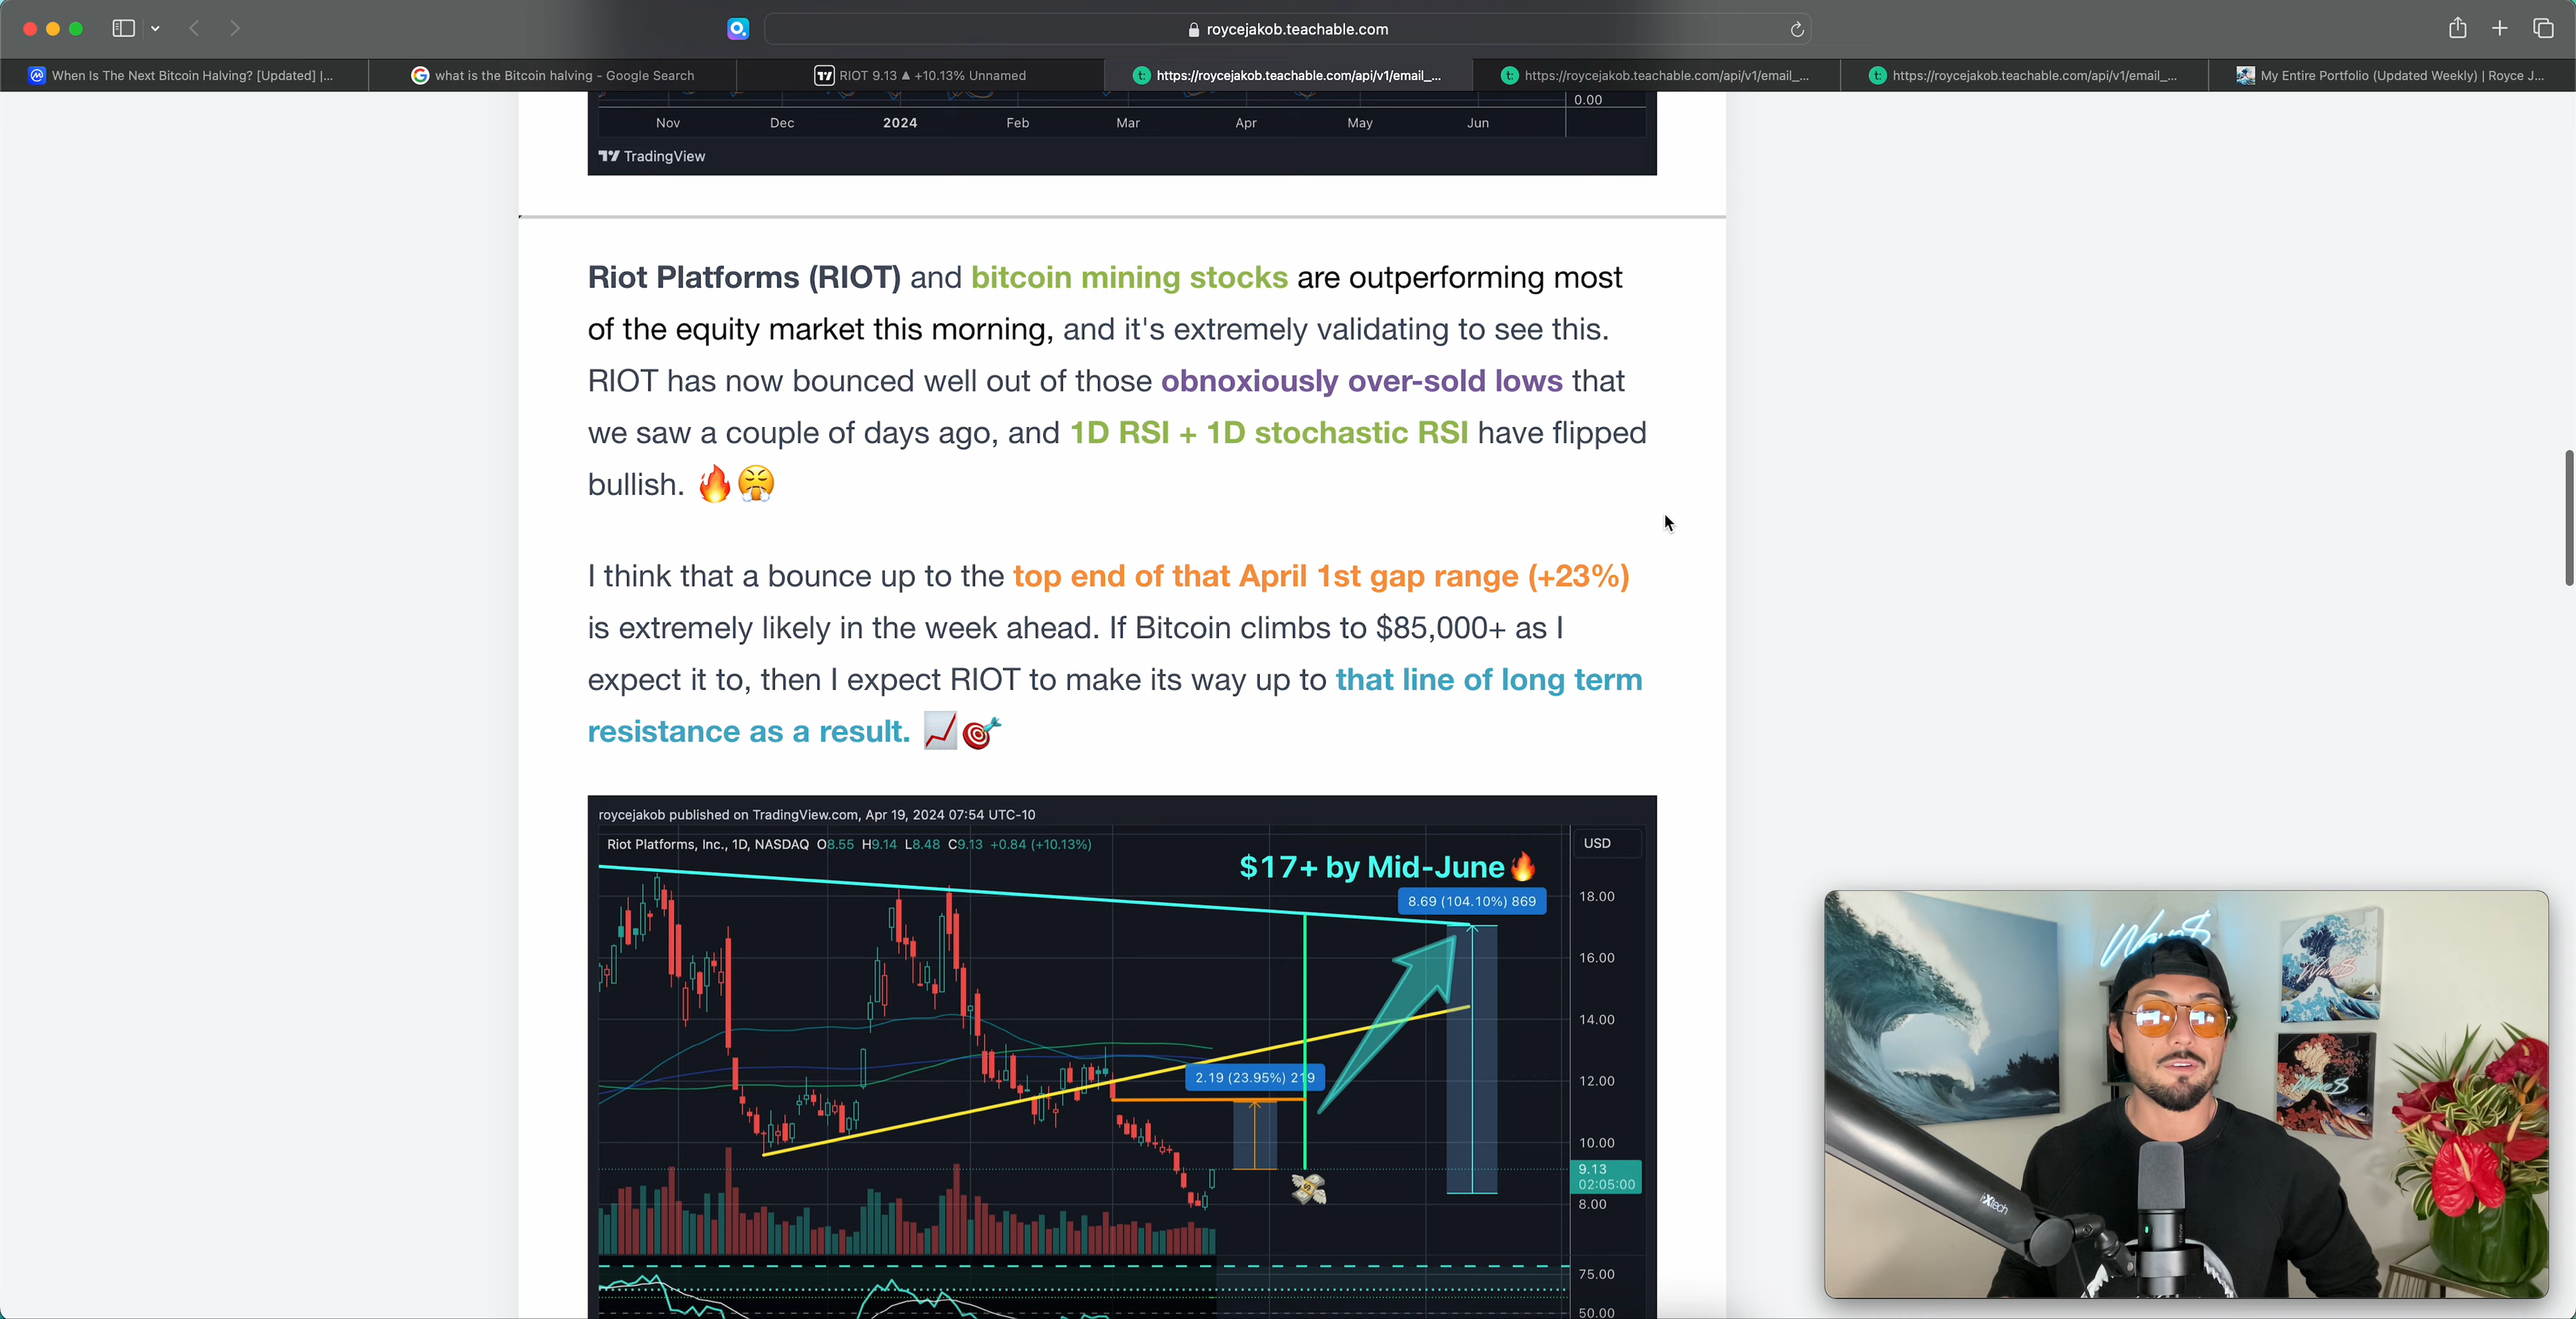 roycejakob.teachable.com
When Is The Next Bitcoin Halving? [Updated] |...
what is the Bitcoin halving - Google Search
RIOT 9.13 ▲ +10.13% Unnamed
https://roycejakob.teachable.com/api/v1/email_...
https://roycejakob.teachable.com/api/v1/email_...
https://roycejakob.teachable.com/api/v1/email_...
My Entire Portfolio (Updated Weekly) | Royce J...
0.00
Nov Dec 2024 Feb Mar Apr May Jun
TradingView
Riot Platforms (RIOT) and bitcoin mining stocks are outperforming most
of the equity market this morning, and it's extremely validating to see this.
RIOT has now bounced well out of those obnoxiously over-sold lows that
we saw a couple of days ago, and 1D RSI + 1D stochastic RSI have flipped
bullish. 🔥😤
I think that a bounce up to the top end of that April 1st gap range (+23%)
is extremely likely in the week ahead. If Bitcoin climbs to $85,000+ as I
expect it to, then I expect RIOT to make its way up to that line of long term
resistance as a result. 📈🎯
roycejakob published on TradingView.com, Apr 19, 2024 07:54 UTC-10
Riot Platforms, Inc., 1D, NASDAQ O8.55 H9.14 L8.48 C9.13 +0.84 (+10.13%)
USD
$17+ by Mid-June🔥
8.69 (104.10%) 869
18.00
16.00
14.00
2.19 (23.95%) 219
12.00
10.00
9.13
02:05:00
8.00
75.00
50.00